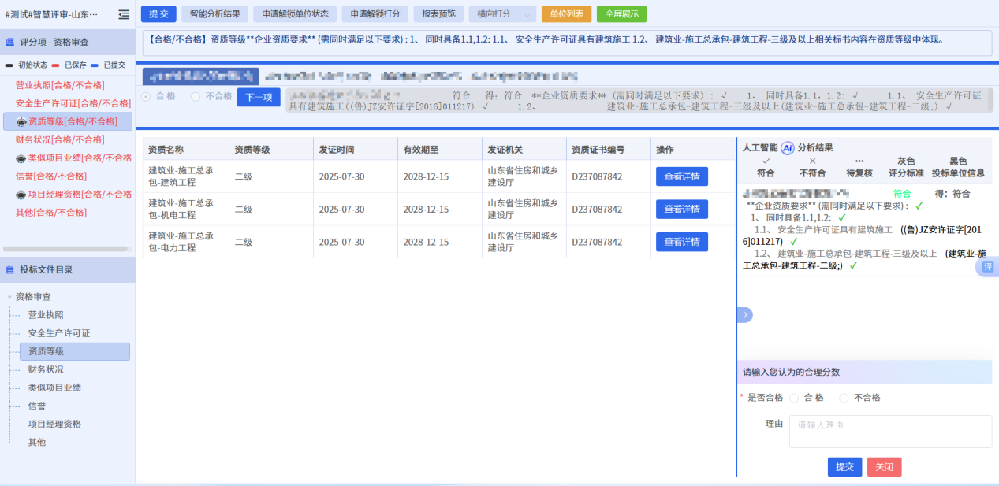 #测试#智慧评审-山东…
评分项 - 资格审查
初始状态 已保存 已提交
营业执照[合格/不合格]
安全生产许可证[合格/不合格]
资质等级[合格/不合格]
财务状况[合格/不合格]
类似项目业绩[合格/不合格
信誉[合格/不合格]
项目经理资格[合格/不合格
其他[合格/不合格]
投标文件目录
资格审查
营业执照
安全生产许可证
资质等级
财务状况
类似项目业绩
信誉
项目经理资格
其他
提 交 智能分析结果 申请解锁单位状态 申请解锁打分 报表预览 横向打分 单位列表 全屏展示
【合格/不合格】资质等级**企业资质要求** (需同时满足以下要求) : 1、 同时具备1.1,1.2: 1.1、 安全生产许可证具有建筑施工 1.2、 建筑业-施工总承包-建筑工程-三级及以上相关标书内容在资质等级中体现。
合 格 不合格 下一项
符合 得: 符合 **企业资质要求** (需同时满足以下要求) : √ 1、 同时具备1.1, 1.2: √ 1.1、 安全生产许可证
具有建筑施工((鲁)JZ安许证字[2016]011217) √ 1.2、 建筑业-施工总承包-建筑工程-三级及以上(建筑业-施工总承包-建筑工程-二级;) √
资质名称 资质等级 发证时间 有效期至 发证机关 资质证书编号 操作
建筑业-施工总承
包-建筑工程 二级 2025-07-30 2028-12-15 山东省住房和城乡
建设厅 D237087842 查看详情
建筑业-施工总承
包-机电工程 二级 2025-07-30 2028-12-15 山东省住房和城乡
建设厅 D237087842 查看详情
建筑业-施工总承
包-电力工程 二级 2025-07-30 2028-12-15 山东省住房和城乡
建设厅 D237087842 查看详情
人工智能 Ai 分析结果
✓ × ••• 灰色 黑色
符合 不符合 待复核 评分标准 投标单位信息
符合 得: 符合
**企业资质要求** (需同时满足以下要求) : ✓
1、 同时具备1.1,1.2: ✓
1.1、 安全生产许可证具有建筑施工 ((鲁)JZ安许证字[201
6]011217) ✓
1.2、 建筑业-施工总承包-建筑工程-三级及以上 (建筑业-施
工总承包-建筑工程-二级;) ✓
译
请输入您认为的合理分数
* 是否合格 合 格 不合格
理由 请输入理由
提交 关闭